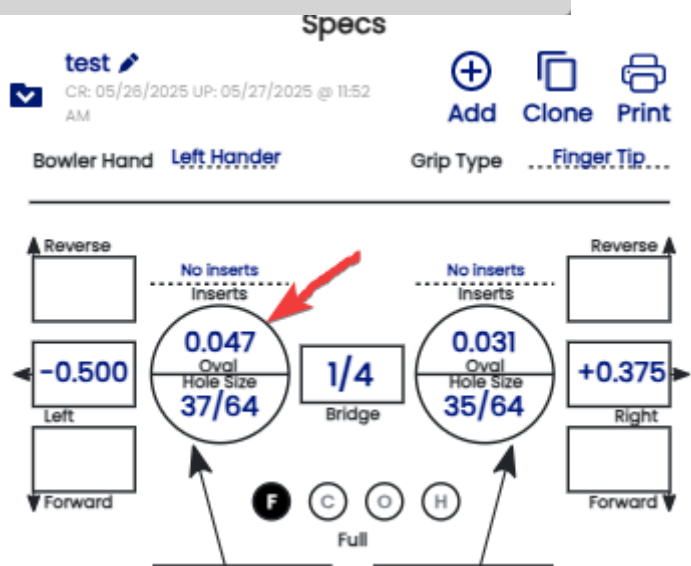 Specs
test
CR: 05/26/2025 UP: 05/27/2025 @ 11:52
AM
Add Clone Print
Bowler Hand Left Hander Grip Type Finger Tip
Reverse Reverse
No inserts No inserts
Inserts Inserts
0.047 0.031
Oval Oval
-0.500 1/4 +0.375
Hole Size Hole Size
37/64 35/64
Left Bridge Right
F C O H
Forward Forward
Full